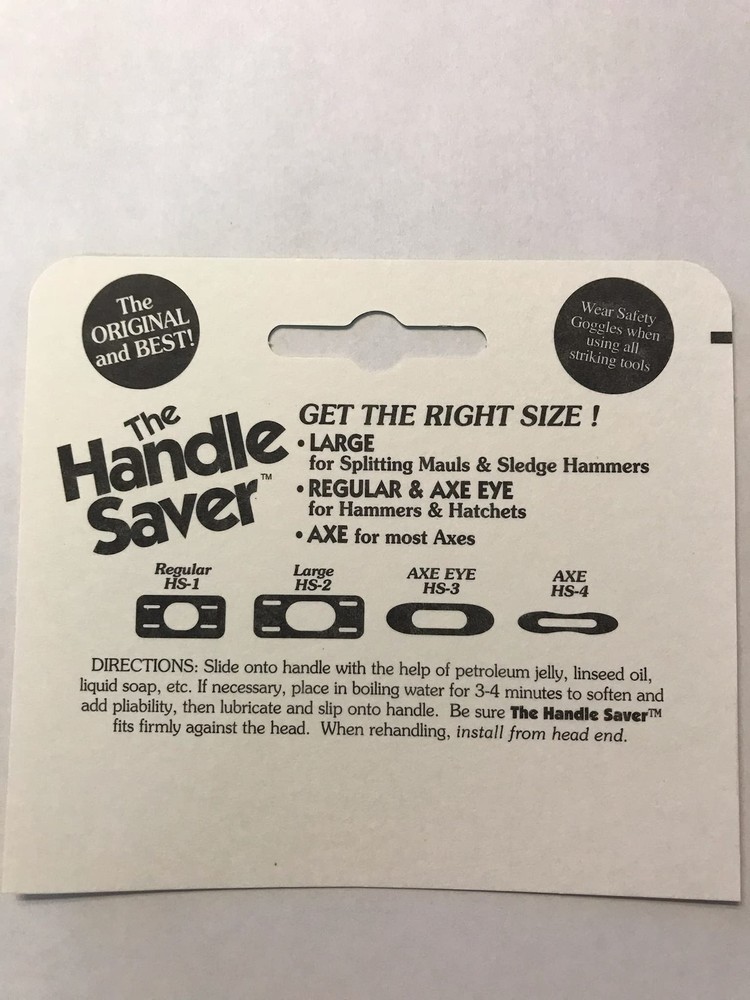 The
ORIGINAL
and BEST!
Wear Safety
Goggles when
using all
striking tools
The
Handle
Saver™
GET THE RIGHT SIZE !
• LARGE
for Splitting Mauls & Sledge Hammers
• REGULAR & AXE EYE
for Hammers & Hatchets
• AXE for most Axes
Regular
HS-1
Large
HS-2
AXE EYE
HS-3
AXE
HS-4
DIRECTIONS: Slide onto handle with the help of petroleum jelly, linseed oil,
liquid soap, etc. If necessary, place in boiling water for 3-4 minutes to soften and
add pliability, then lubricate and slip onto handle. Be sure The Handle Saver™
fits firmly against the head. When rehandling, install from head end.